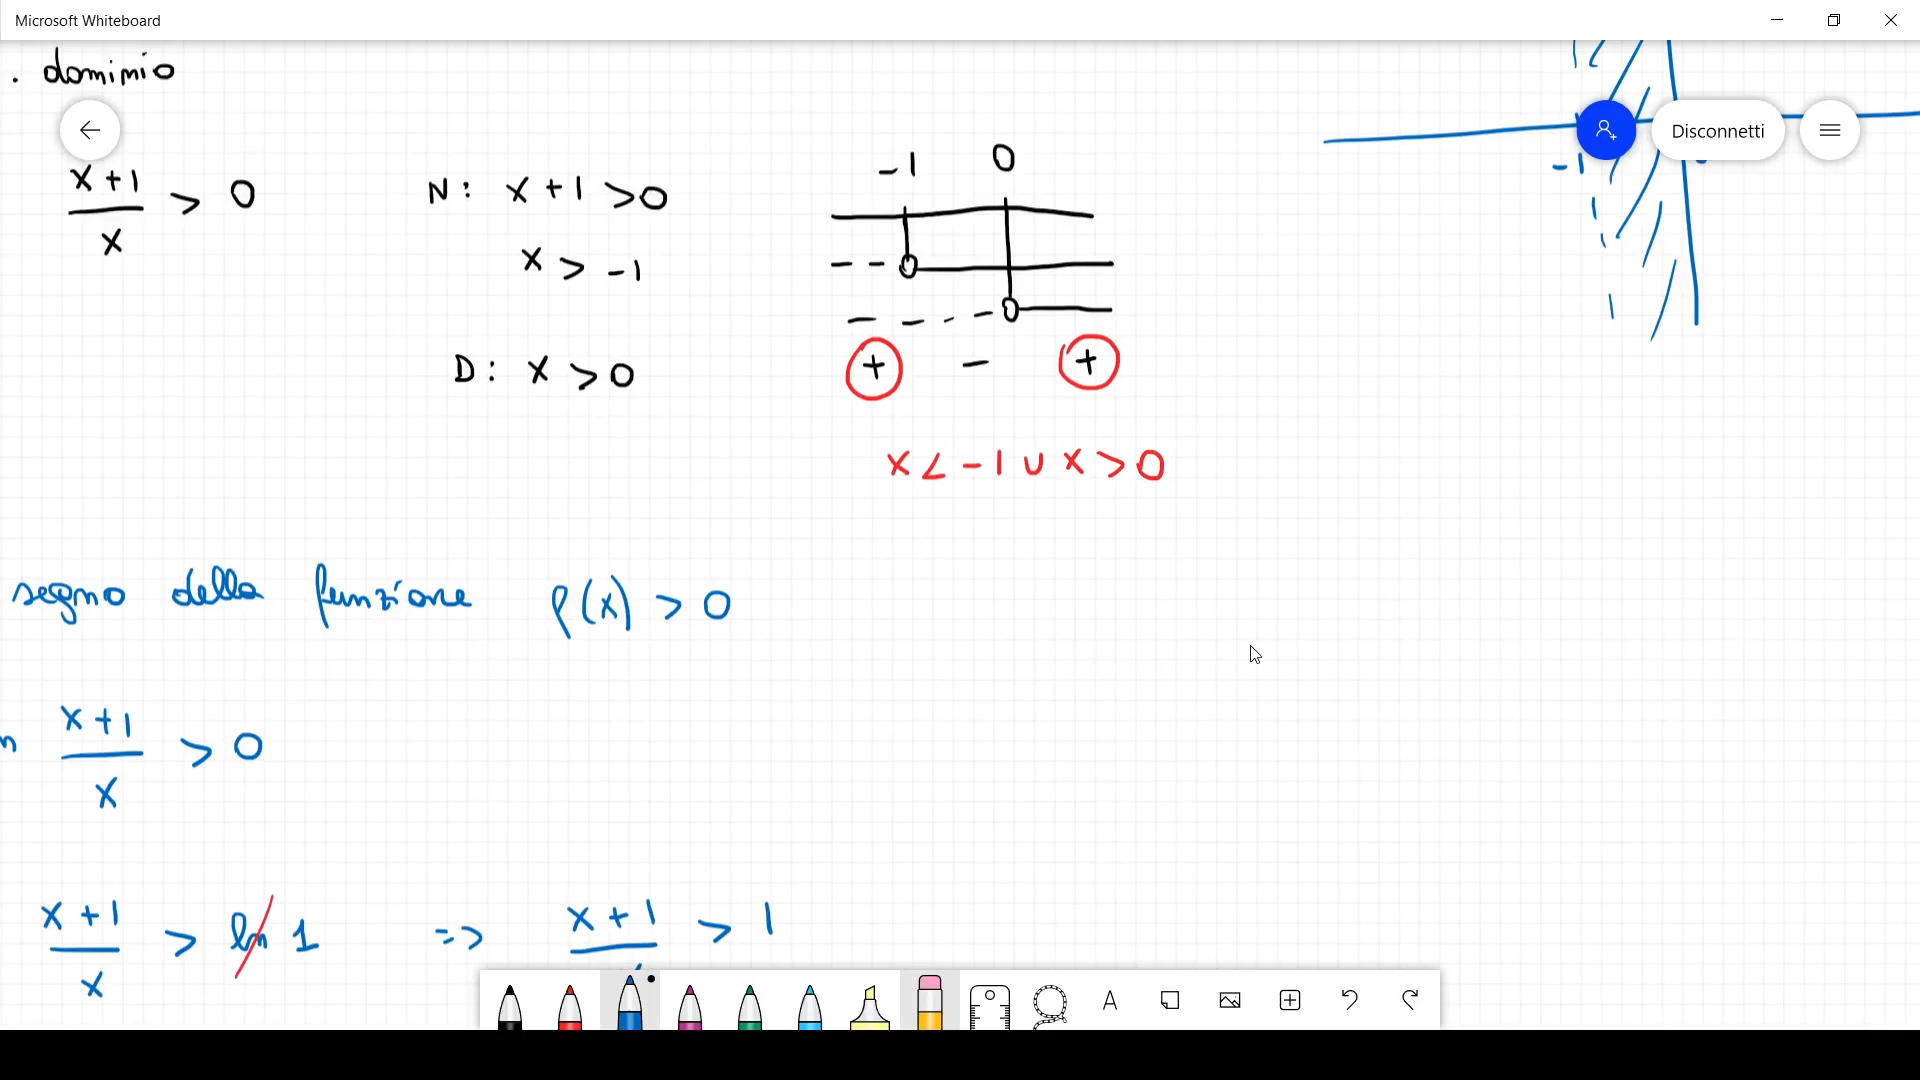 Microsoft Whiteboard
. dominio
Disconnetti
-1 0
x+1/x > 0
N: x+1 >0
-1
x > -1
+ - +
D: x >0
x < -1 ∪ x > 0
segno della funzione f(x) > 0
n x+1/x > 0
x+1/x > ln 1 => x+1 > 1